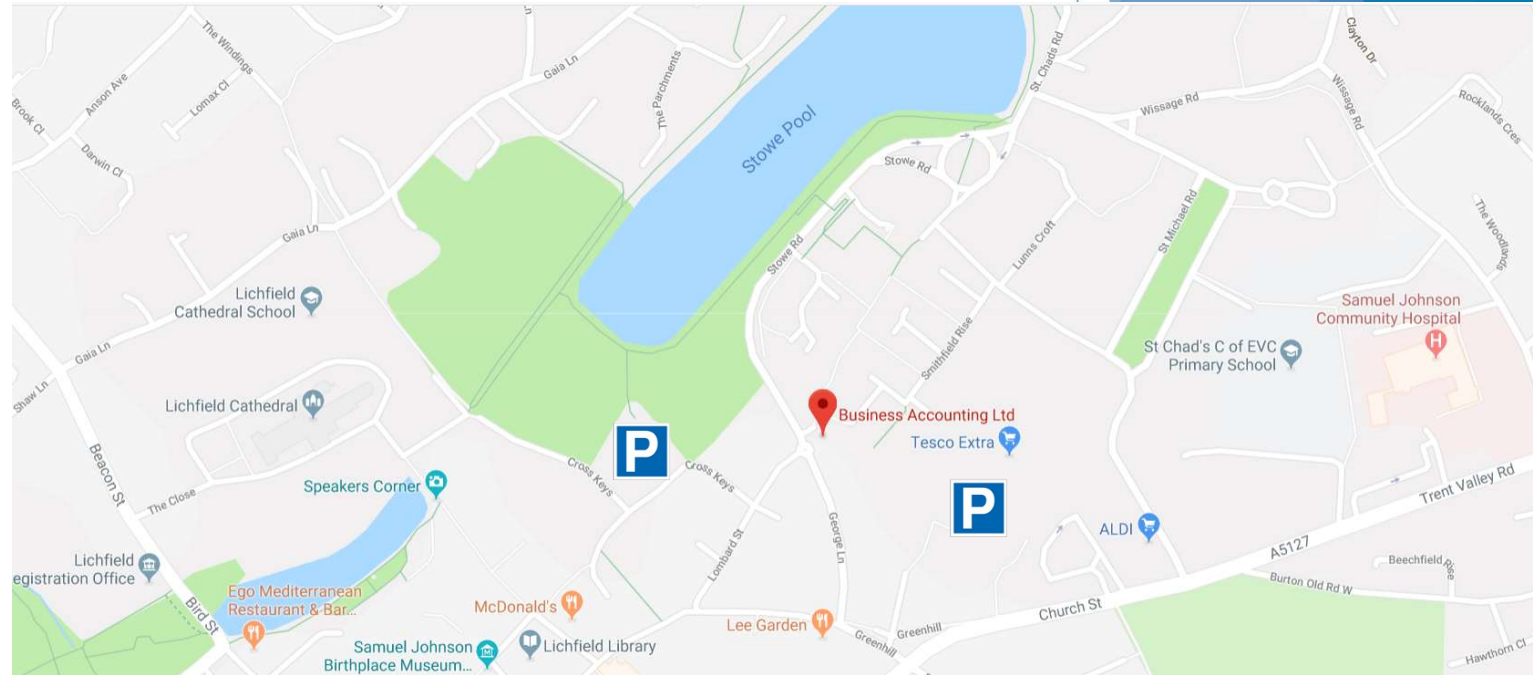 The Windings
Anson Ave
Lomax Cl
Brook Cl
Darwin Cl
Gaia Ln
The Parchments
Stowe Pool
St. Chads Rd
Clayton Dr
Wissage Rd
Wissage Rd
Rocklands Cres
Stowe Rd
Lunns Croft
St Michael Rd
The Woodlands
Gaia Ln
Stowe Rd
Lichfield
Cathedral School
Samuel Johnson
Community Hospital
H
Gaia Ln
Smithfield Rise
St Chad's C of EVC
Primary School
Shaw Ln
Lichfield Cathedral
Business Accounting Ltd
Tesco Extra
P
Beacon St
Cross Keys
Cross Keys
Speakers Corner
The Close
P
Trent Valley Rd
George Ln
Lombard St
ALDI
A5127
Lichfield
egistration Office
Beechfield Rise
Burton Old Rd W
Bird St
Ego Mediterranean
Restaurant & Bar...
McDonald's
Church St
Lee Garden
Greenhill
Greenhill
Samuel Johnson
Birthplace Museum...
Lichfield Library
Hawthorn Cl